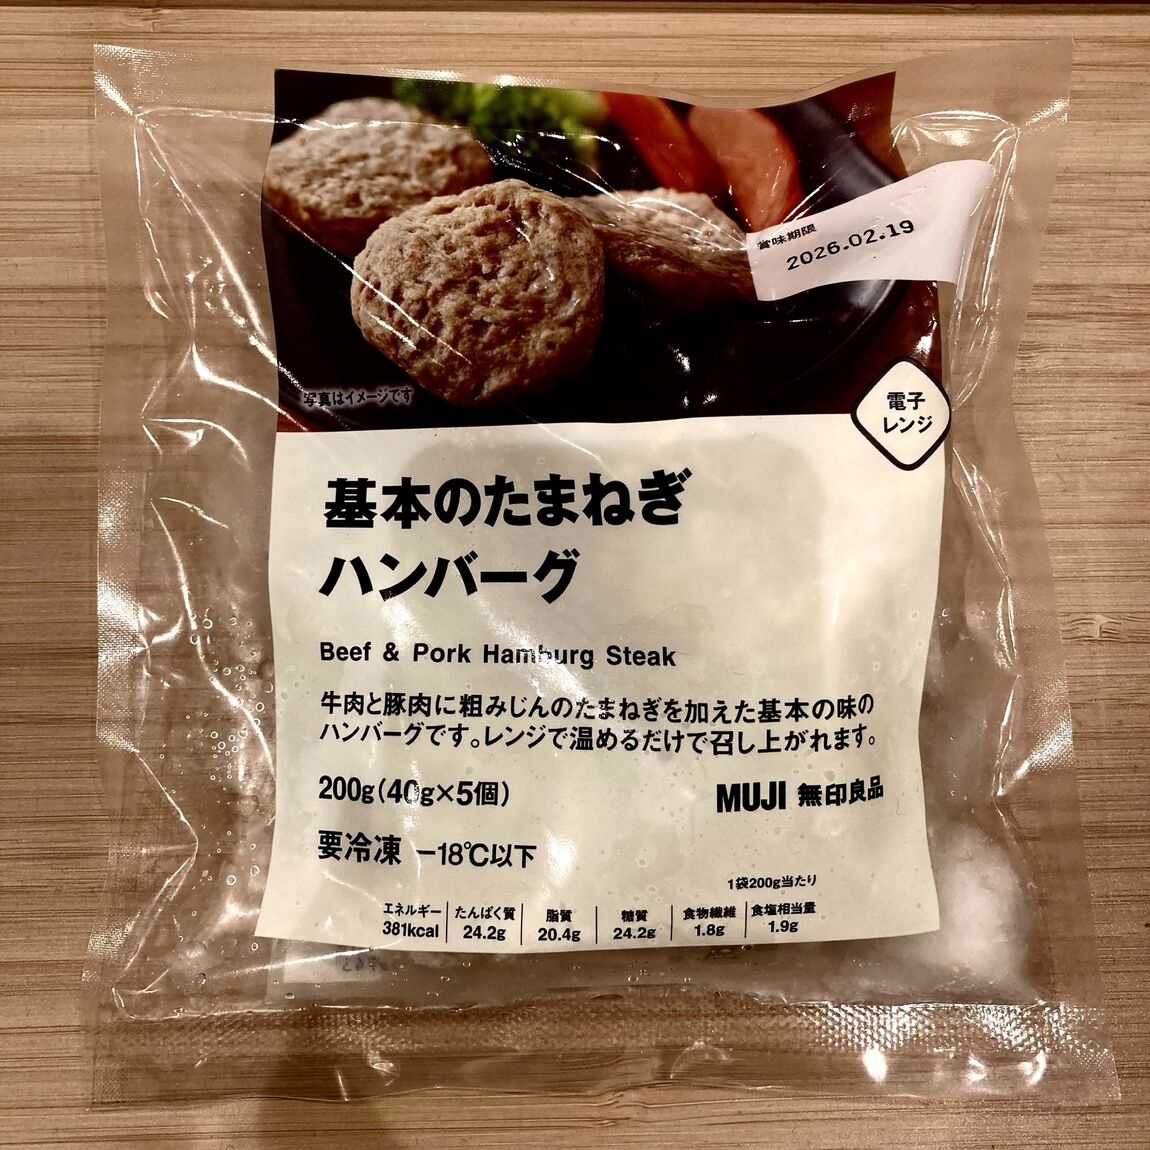 賞味期限
2026.02.19
写真はイメージです
電子
レンジ
基本のたまねぎ
ハンバーグ
Beef & Pork Hamburg Steak
牛肉と豚肉に粗みじんのたまねぎを加えた基本の味の
ハンバーグです。レンジで温めるだけで召し上がれます。
200g(40g×5個)
MUJI 無印良品
要冷凍 −18℃以下
1袋200g当たり
エネルギー たんぱく質 脂質 糖質 食物繊維 食塩相当量
381kcal 24.2g 20.4g 24.2g 1.8g 1.9g